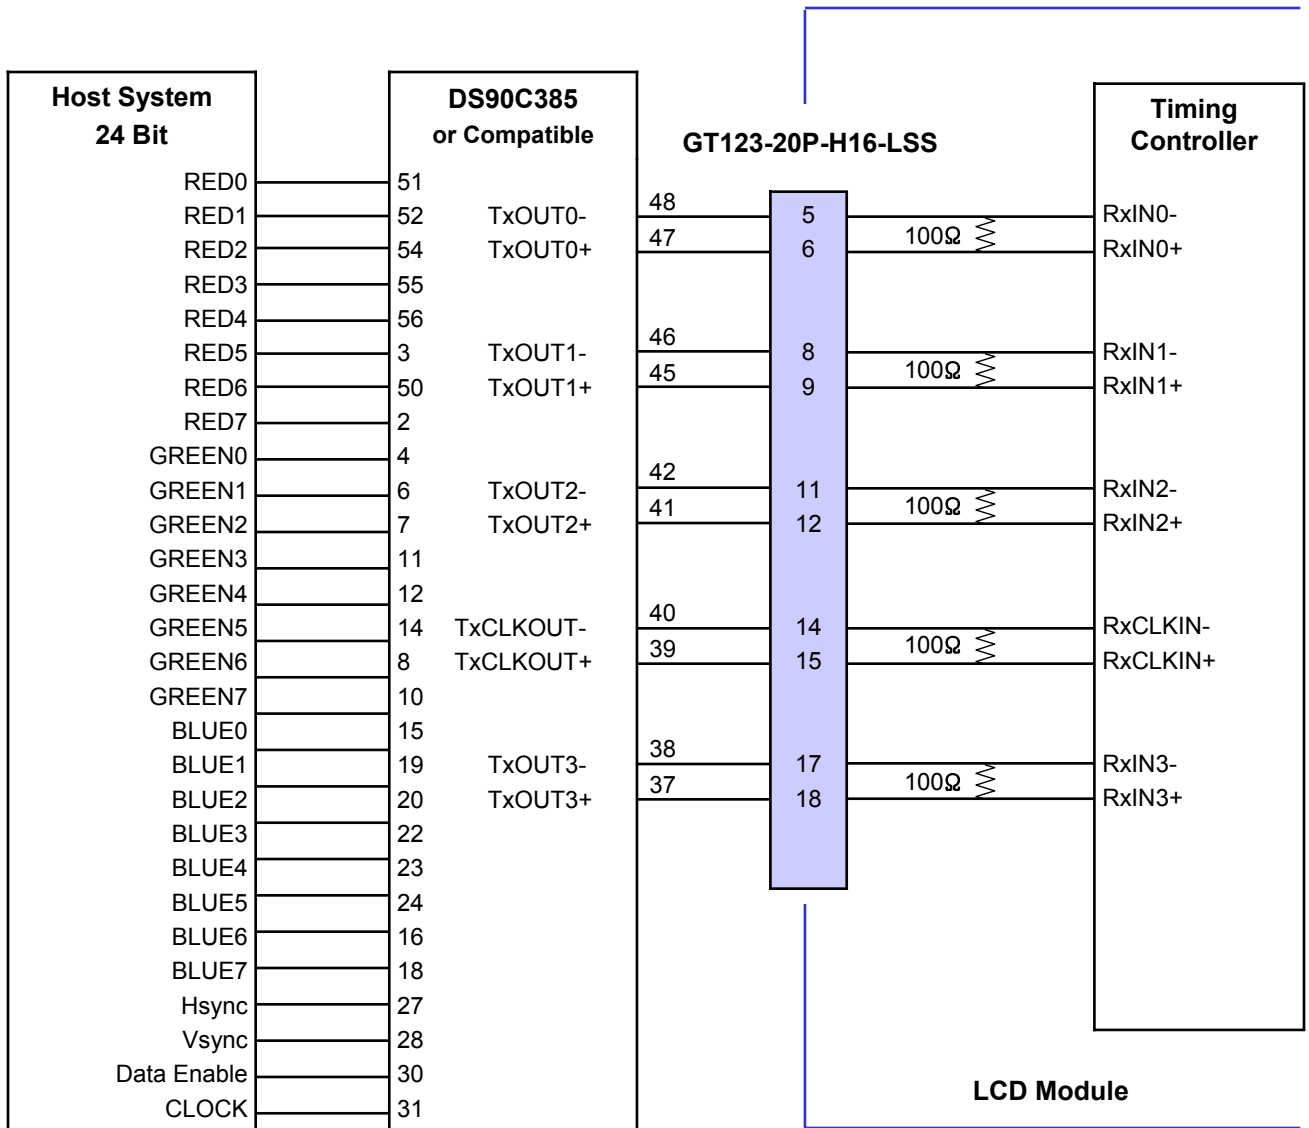 Host System
24 Bit
DS90C385
or Compatible
GT123-20P-H16-LSS
Timing
Controller
RED0 51
RED1 52 TxOUT0- 48 5 RxIN0-
100Ω
RED2 54 TxOUT0+ 47 6 RxIN0+
RED3 55
RED4 56
RED5 3 TxOUT1- 46 8 RxIN1-
100Ω
RED6 50 TxOUT1+ 45 9 RxIN1+
RED7 2
GREEN0 4
GREEN1 6 TxOUT2- 42 11 RxIN2-
100Ω
GREEN2 7 TxOUT2+ 41 12 RxIN2+
GREEN3 11
GREEN4 12
GREEN5 14 TxCLKOUT- 40 14 RxCLKIN-
100Ω
GREEN6 8 TxCLKOUT+ 39 15 RxCLKIN+
GREEN7 10
BLUE0 15
BLUE1 19 TxOUT3- 38 17 RxIN3-
100Ω
BLUE2 20 TxOUT3+ 37 18 RxIN3+
BLUE3 22
BLUE4 23
BLUE5 24
BLUE6 16
BLUE7 18
Hsync 27
Vsync 28
Data Enable 30
CLOCK 31
LCD Module